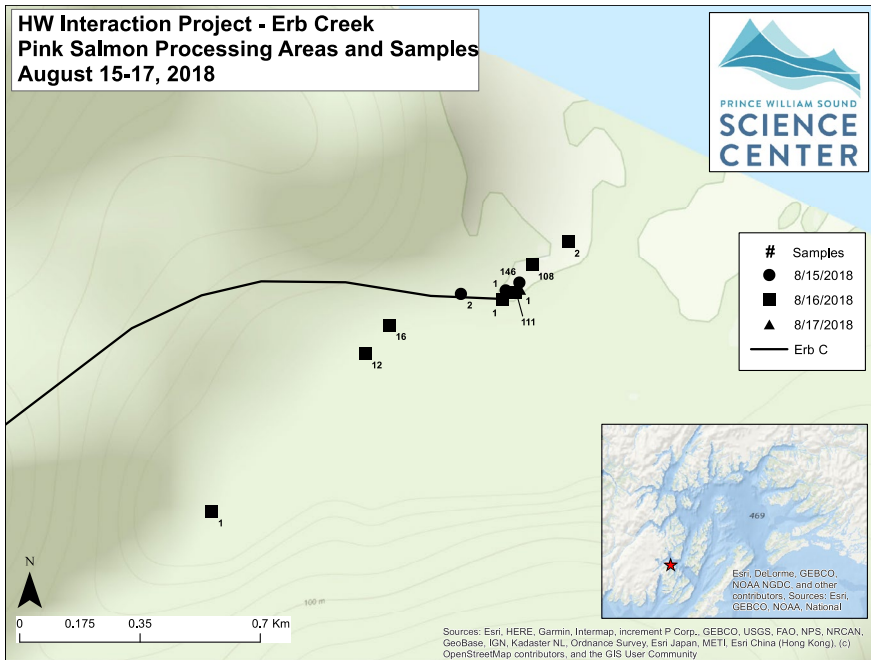 HW Interaction Project - Erb Creek
Pink Salmon Processing Areas and Samples
August 15-17, 2018
PRINCE WILLIAM SOUND
SCIENCE
CENTER
# Samples
8/15/2018
8/16/2018
8/17/2018
Erb C
2
108
146
1
2
1
1
111
16
12
1
100 m
N
0 0.175 0.35 0.7 Km
469
Esri, DeLorme, GEBCO,
NOAA NGDC, and other
contributors, Sources: Esri,
GEBCO, NOAA, National
Sources: Esri, HERE, Garmin, Intermap, increment P Corp., GEBCO, USGS, FAO, NPS, NRCAN,
GeoBase, IGN, Kadaster NL, Ordnance Survey, Esri Japan, METI, Esri China (Hong Kong), (c)
OpenStreetMap contributors, and the GIS User Community